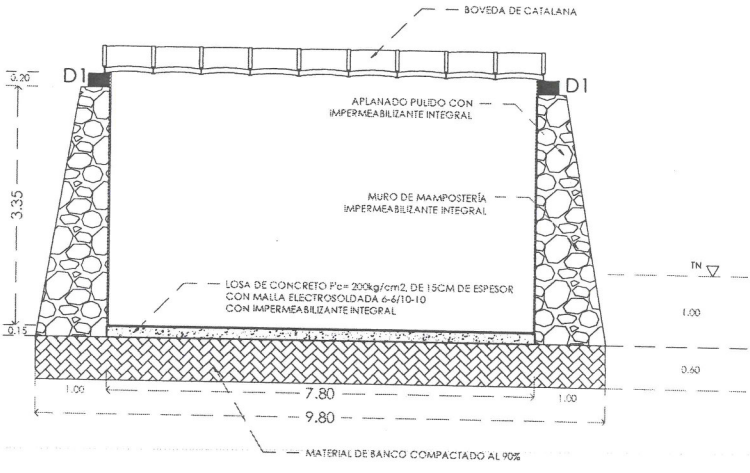 BOVEDA DE CATALANA
D1
D1
0.20
APLANADO PULIDO CON
IMPERMEABILIZANTE INTEGRAL
3.35
MURO DE MAMPOSTERÍA
IMPERMEABILIZANTE INTEGRAL
TN
LOSA DE CONCRETO F'c= 200kg/cm2, DE 15CM DE ESPESOR
CON MALLA ELECTROSOLDADA 6-6/10-10
CON IMPERMEABILIZANTE INTEGRAL
1.00
0.15
0.60
1.00
7.80
1.00
9.80
MATERIAL DE BANCO COMPACTADO AL 90%